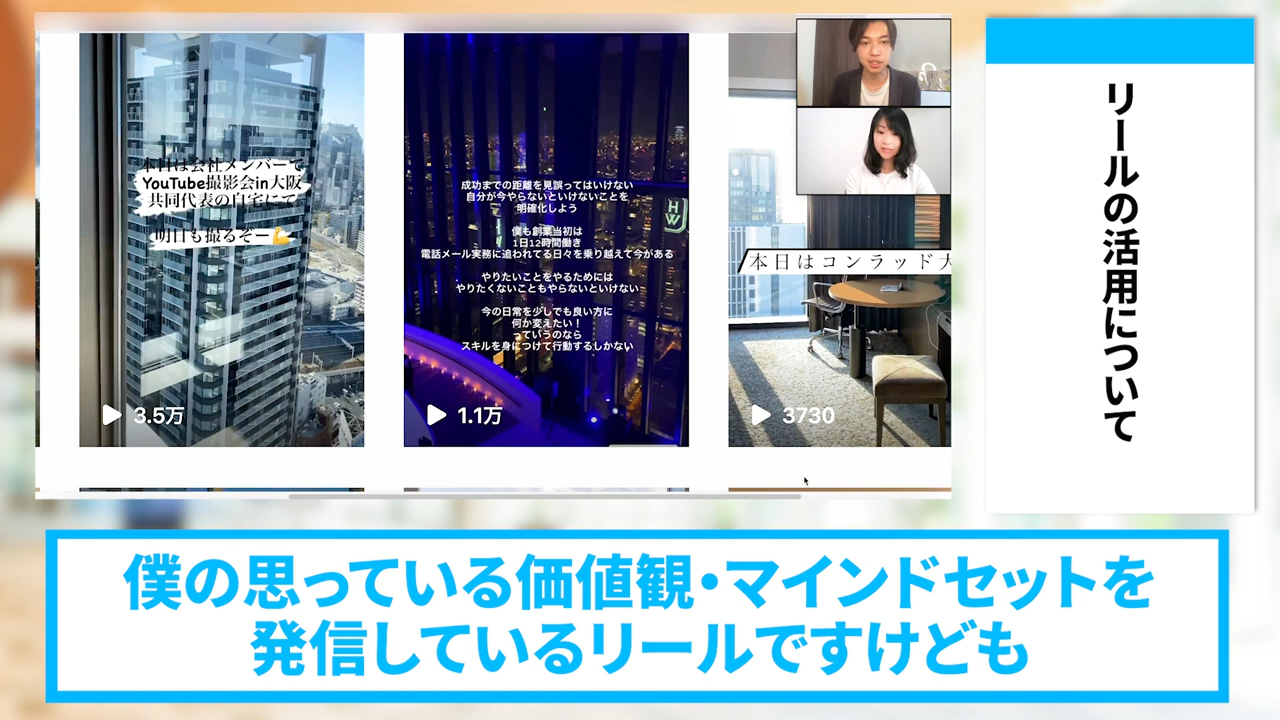 本日は会社メンバーで
YouTube撮影会in大阪
共同代表の自宅にて
明日も撮るぞー💪
3.5万
成功までの距離を見誤ってはいけない
自分が今やらないといけないことを
明確化しよう
僕も創業当初は
1日12時間働き
電話メール実務に追われてる日々を乗り越えて今がある
やりたいことをやるためには
やりたくないこともやらないといけない
今の日常を少しでも良い方に
何か変えたい！
っていうのなら
スキルを身につけて行動するしかない
1.1万
本日はコンラッド大
3730
リールの活用について
僕の思っている価値観・マインドセットを
発信しているリールですけども